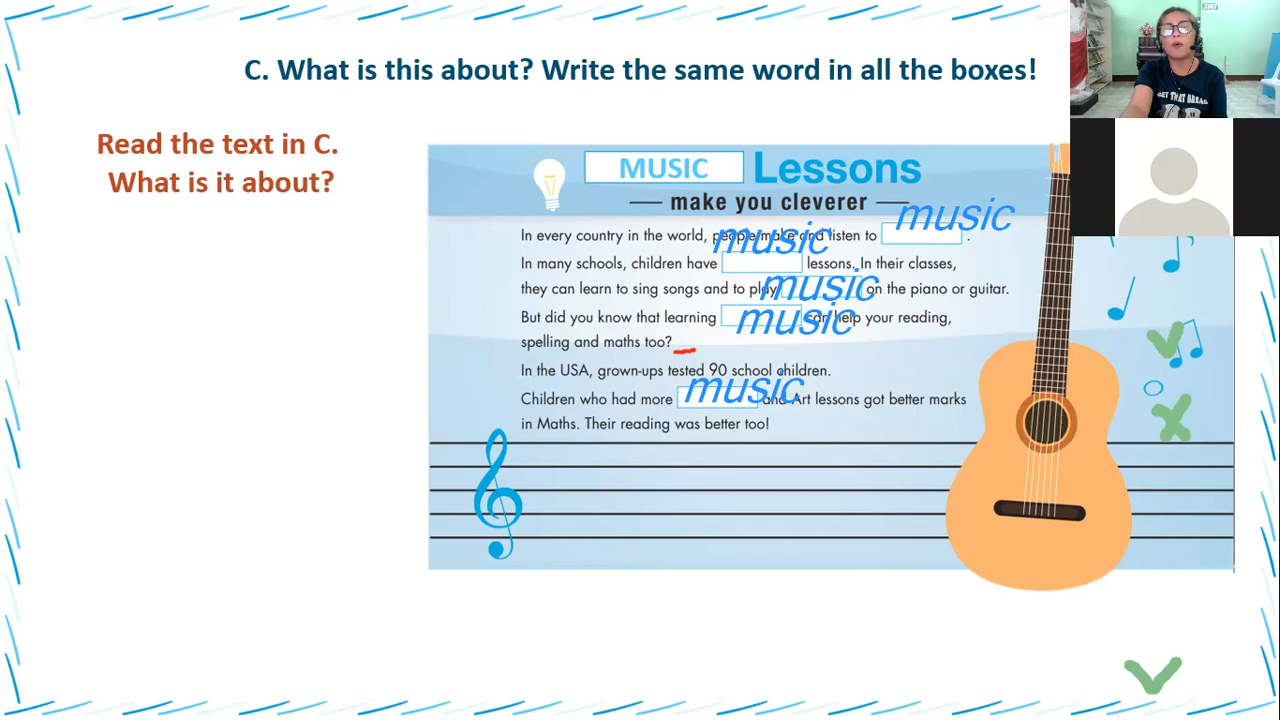 C. What is this about? Write the same word in all the boxes!
Read the text in C.
What is it about?
MUSIC Lessons
make you cleverer
In every country in the world, people make and listen to music .
In many schools, children have music lessons. In their classes,
they can learn to sing songs and to play music on the piano or guitar.
But did you know that learning music can help your reading,
spelling and maths too?
In the USA, grown-ups tested 90 school children.
Children who had more music and Art lessons got better marks
in Maths. Their reading was better too!